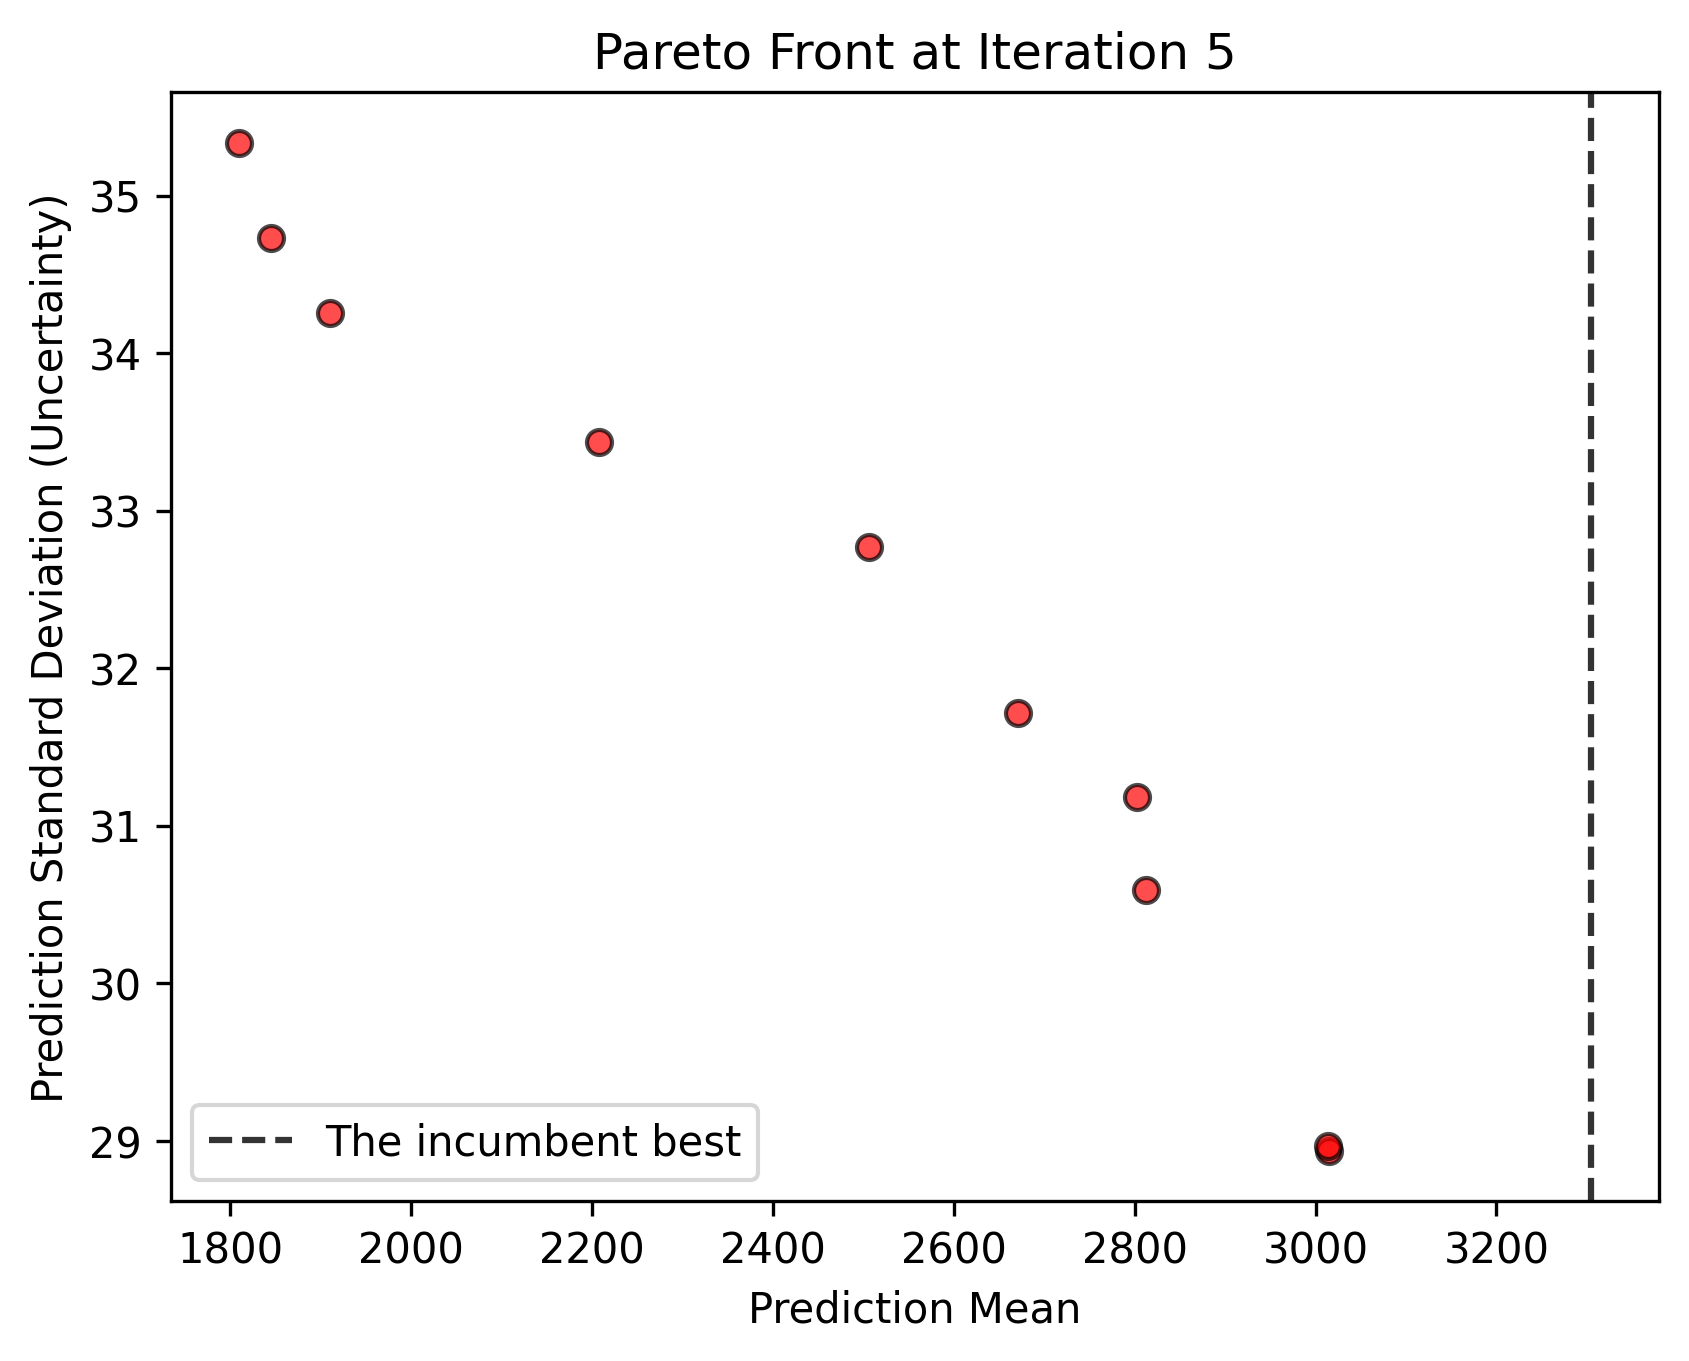 Pareto Front at Iteration 5
Prediction Standard Deviation (Uncertainty)
35
34
33
32
31
30
29
The incumbent best
1800 2000 2200 2400 2600 2800 3000 3200
Prediction Mean